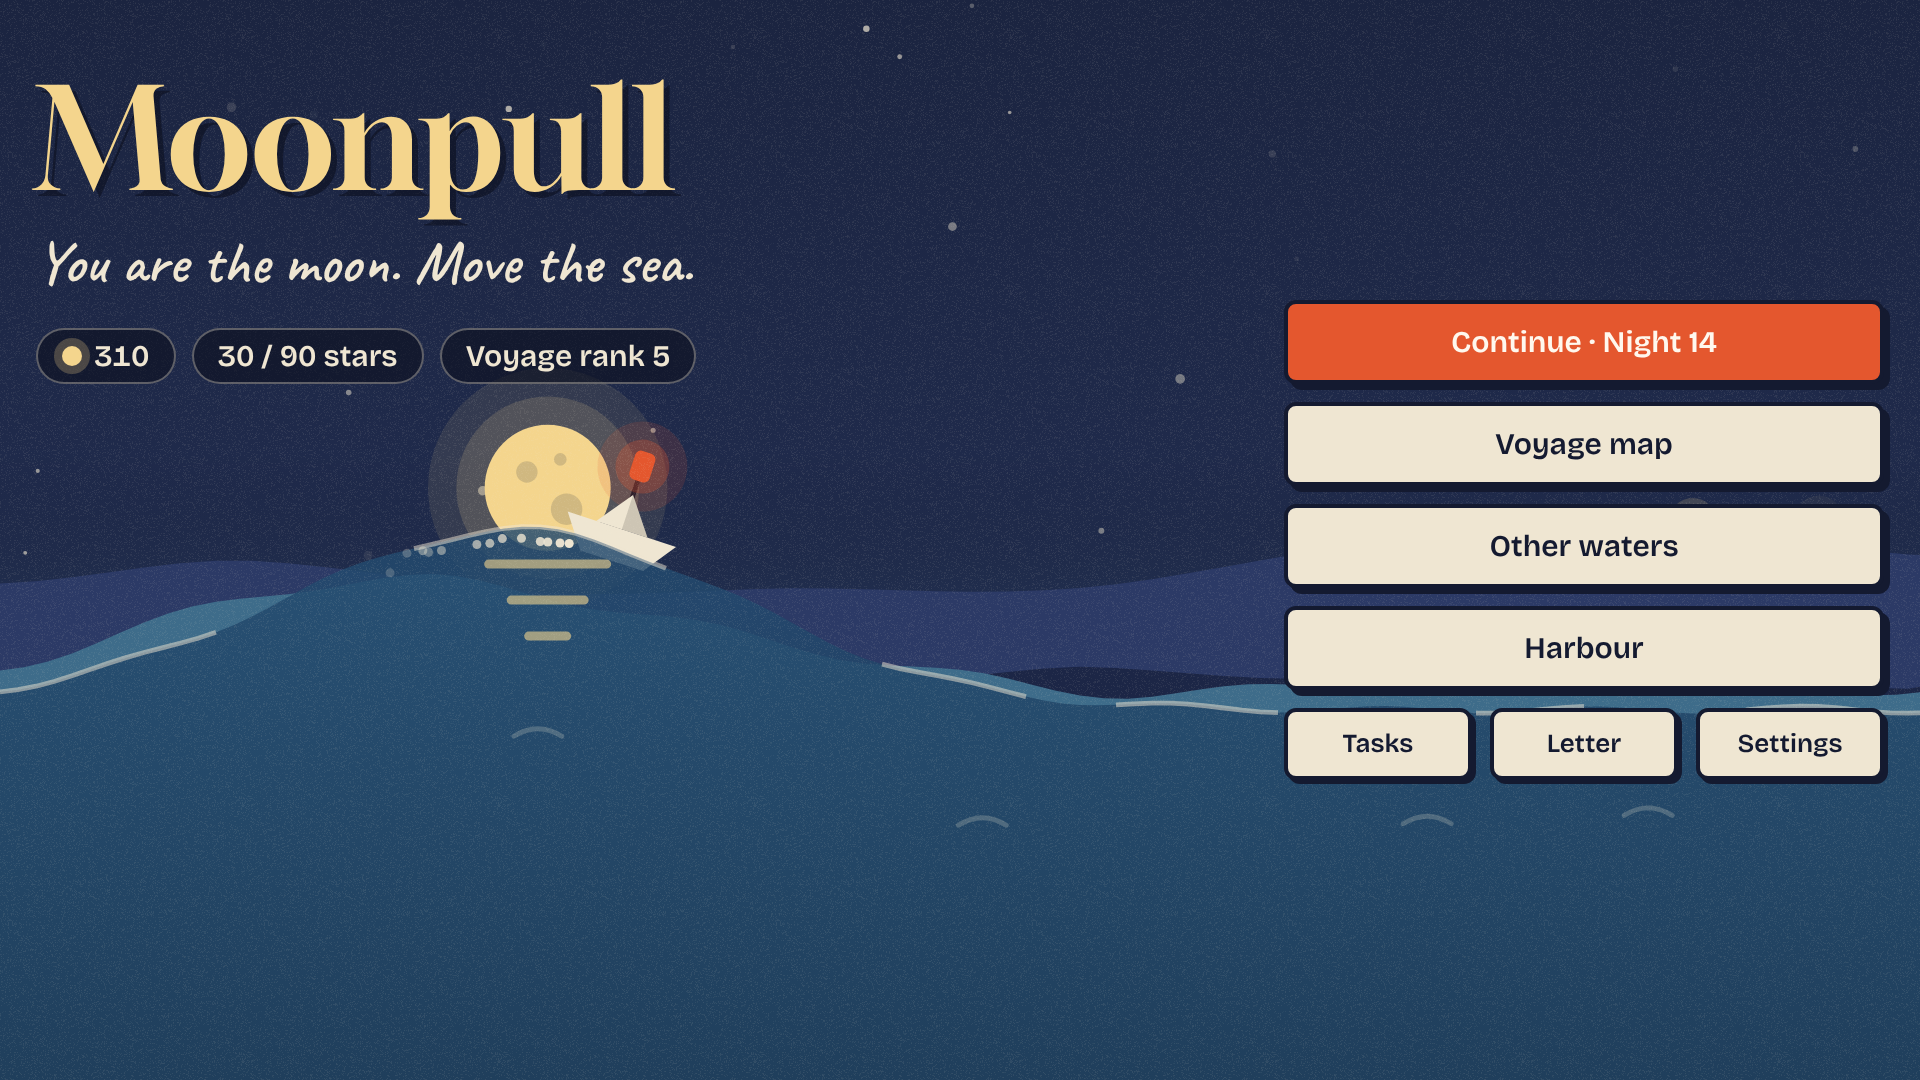 Moonpull
You are the moon. Move the sea.
310
30 / 90 stars
Voyage rank 5
Continue · Night 14
Voyage map
Other waters
Harbour
Tasks
Letter
Settings